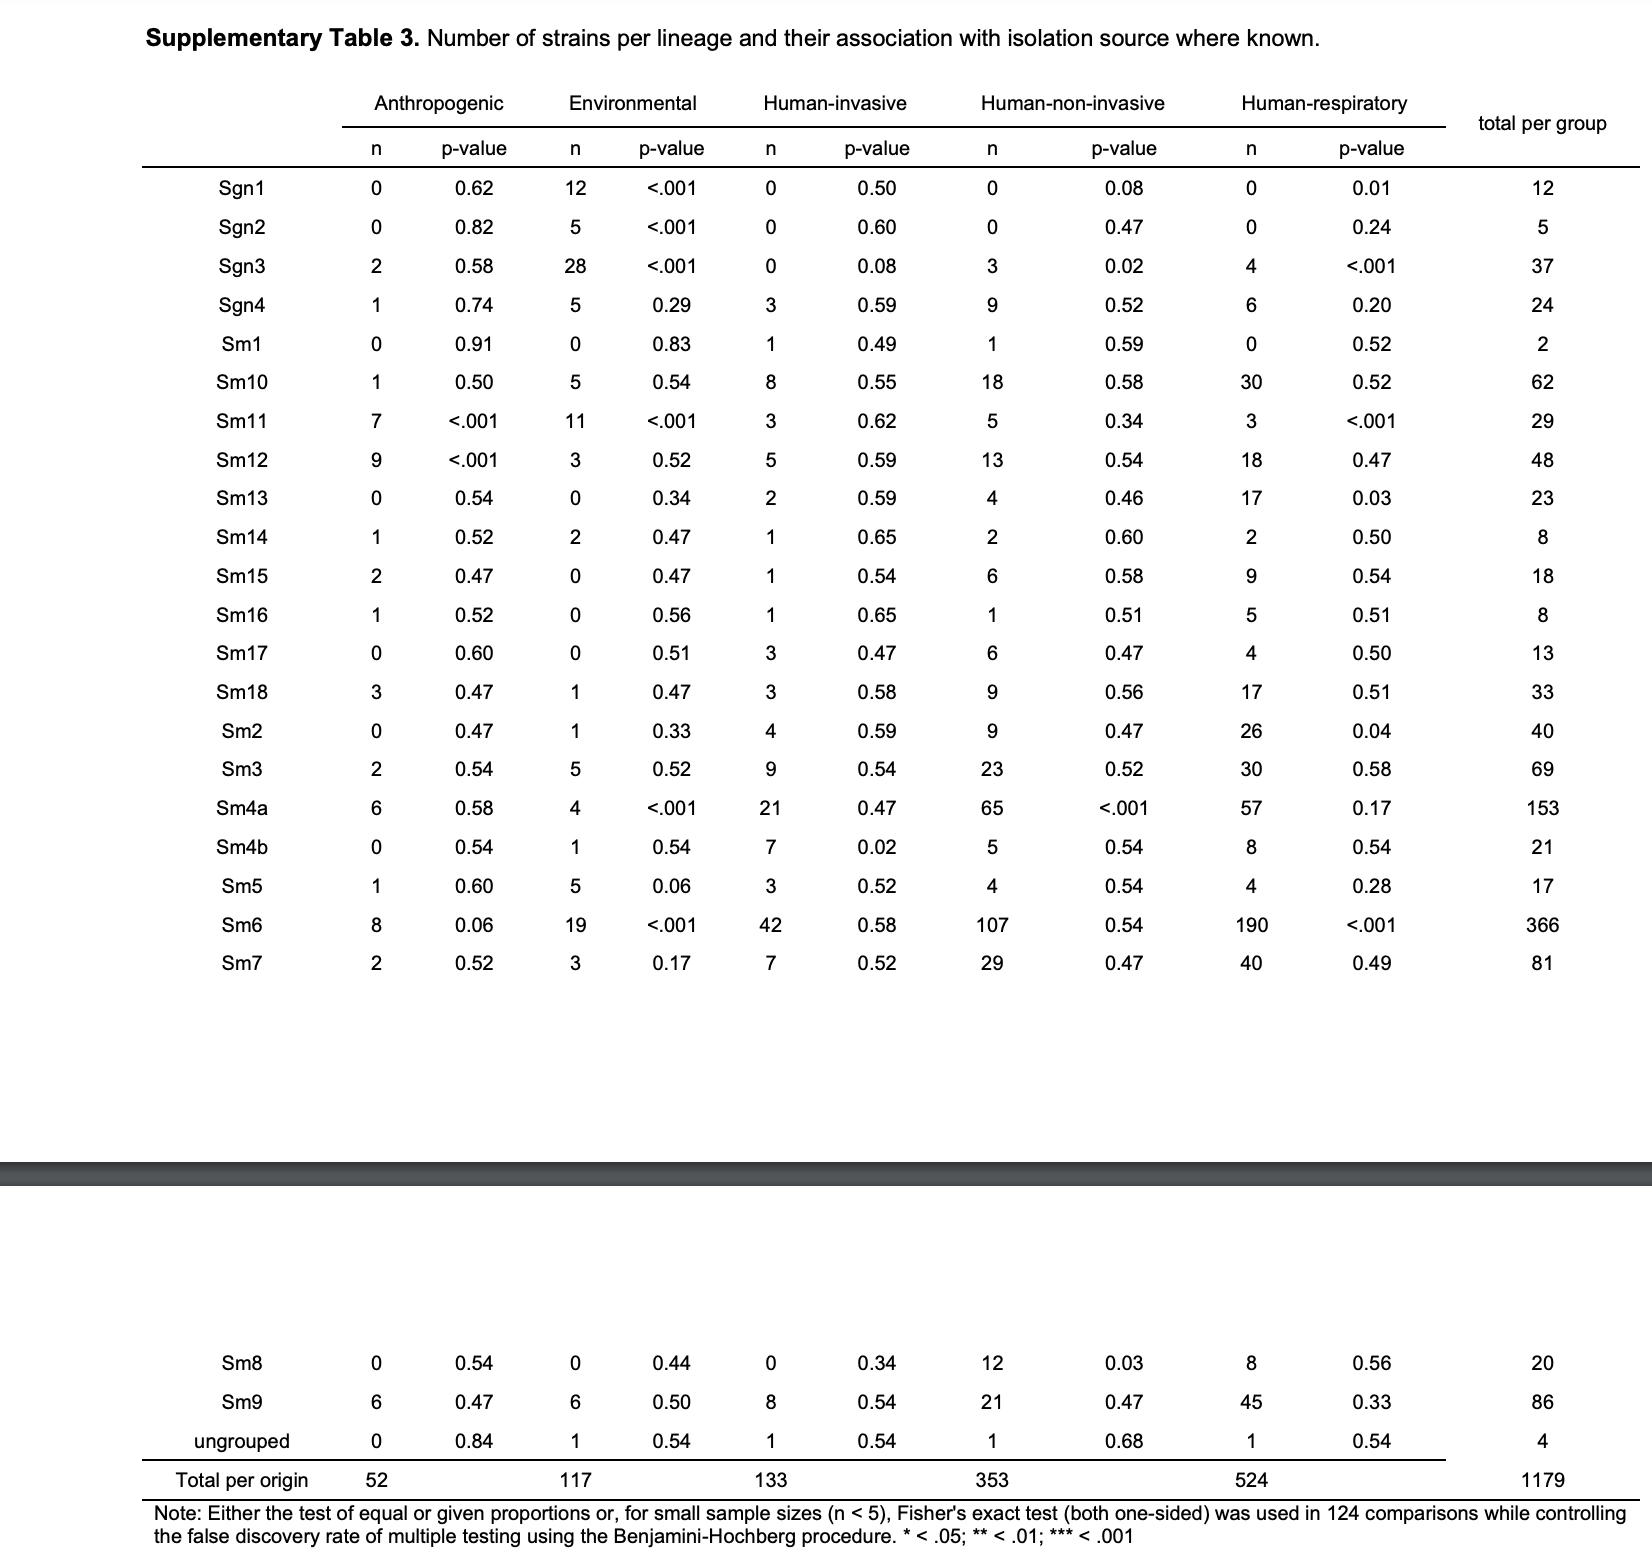 Supplementary Table 3. Number of strains per lineage and their association with isolation source where known.
Anthropogenic Environmental Human-invasive Human-non-invasive Human-respiratory total per group
n p-value n p-value n p-value n p-value n p-value
Sgn1 0 0.62 12 <.001 0 0.50 0 0.08 0 0.01 12
Sgn2 0 0.82 5 <.001 0 0.60 0 0.47 0 0.24 5
Sgn3 2 0.58 28 <.001 0 0.08 3 0.02 4 <.001 37
Sgn4 1 0.74 5 0.29 3 0.59 9 0.52 6 0.20 24
Sm1 0 0.91 0 0.83 1 0.49 1 0.59 0 0.52 2
Sm10 1 0.50 5 0.54 8 0.55 18 0.58 30 0.52 62
Sm11 7 <.001 11 <.001 3 0.62 5 0.34 3 <.001 29
Sm12 9 <.001 3 0.52 5 0.59 13 0.54 18 0.47 48
Sm13 0 0.54 0 0.34 2 0.59 4 0.46 17 0.03 23
Sm14 1 0.52 2 0.47 1 0.65 2 0.60 2 0.50 8
Sm15 2 0.47 0 0.47 1 0.54 6 0.58 9 0.54 18
Sm16 1 0.52 0 0.56 1 0.65 1 0.51 5 0.51 8
Sm17 0 0.60 0 0.51 3 0.47 6 0.47 4 0.50 13
Sm18 3 0.47 1 0.47 3 0.58 9 0.56 17 0.51 33
Sm2 0 0.47 1 0.33 4 0.59 9 0.47 26 0.04 40
Sm3 2 0.54 5 0.52 9 0.54 23 0.52 30 0.58 69
Sm4a 6 0.58 4 <.001 21 0.47 65 <.001 57 0.17 153
Sm4b 0 0.54 1 0.54 7 0.02 5 0.54 8 0.54 21
Sm5 1 0.60 5 0.06 3 0.52 4 0.54 4 0.28 17
Sm6 8 0.06 19 <.001 42 0.58 107 0.54 190 <.001 366
Sm7 2 0.52 3 0.17 7 0.52 29 0.47 40 0.49 81
Sm8 0 0.54 0 0.44 0 0.34 12 0.03 8 0.56 20
Sm9 6 0.47 6 0.50 8 0.54 21 0.47 45 0.33 86
ungrouped 0 0.84 1 0.54 1 0.54 1 0.68 1 0.54 4
Total per origin 52 117 133 353 524 1179
Note: Either the test of equal or given proportions or, for small sample sizes (n < 5), Fisher's exact test (both one-sided) was used in 124 comparisons while controlling
the false discovery rate of multiple testing using the Benjamini-Hochberg procedure. * < .05; ** < .01; *** < .001